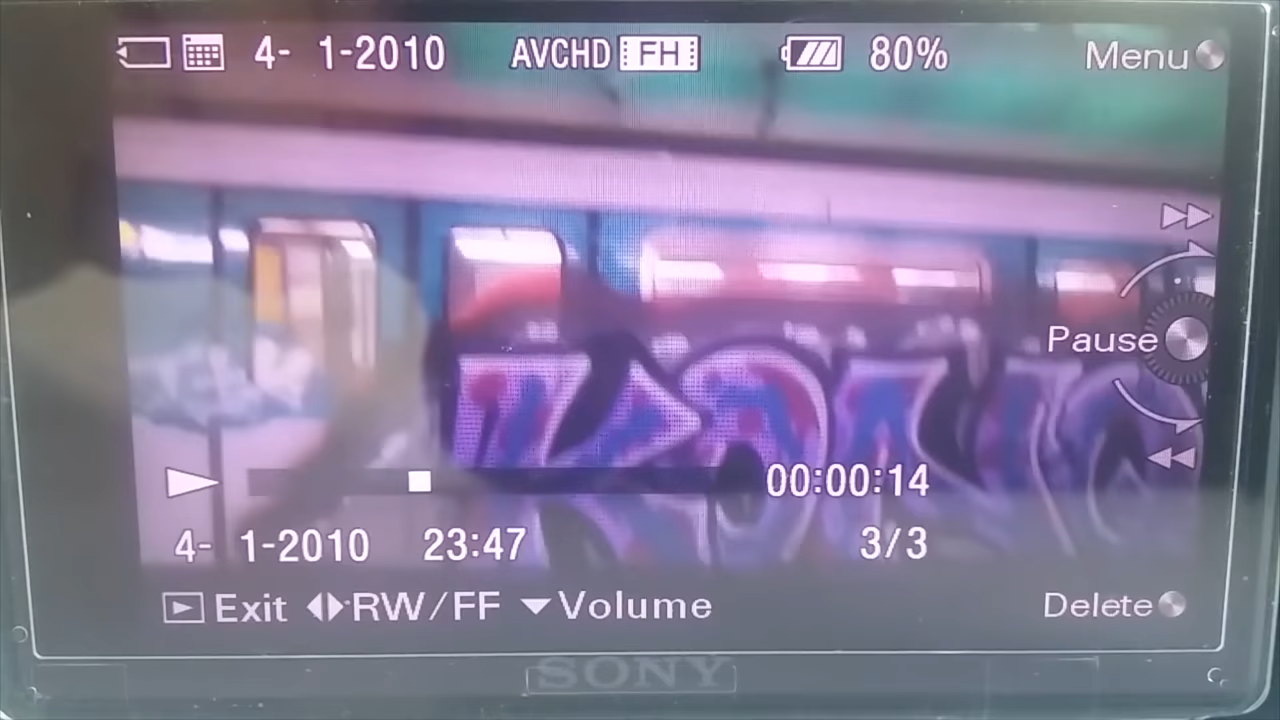 4- 1-2010 AVCHD FH 80% Menu
Pause
00:00:14
4- 1-2010 23:47 3/3
Exit RW/FF Volume Delete
SONY